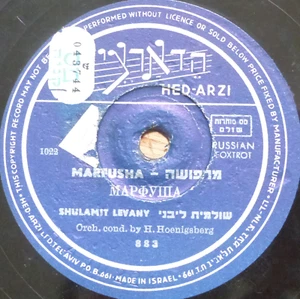 PERFORMED WITHOUT LICENCE OR SOLD BELOW PRICE FIXED BY MANUFACTURER
THIS COPYRIGHT RECORD MAY NOT BE
הד-ארצי
HED-ARZI
048744
1022
RUSSIAN
FOXTROT
MARFUSHA – מרפושה
МАРФУША
SHULAMIT LEVANY שולמית ליבני
Orch. cond. by H. Hoenigsberg
883
HED-ARZI LTD. TEL-AVIV P.O.B. 661 - MADE IN ISRAEL